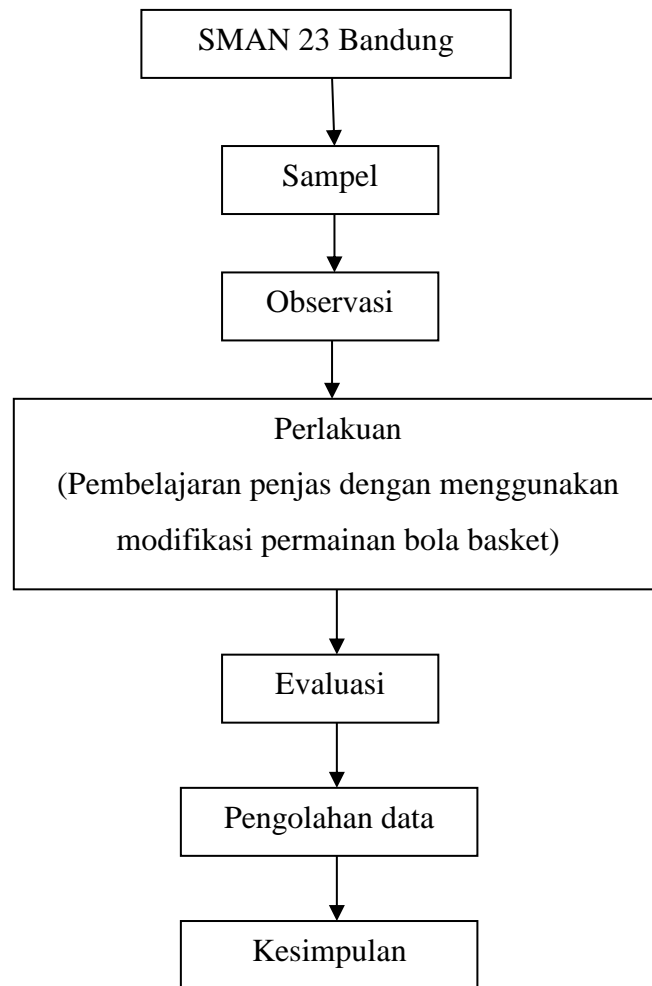 SMAN 23 Bandung
Sampel
Observasi
Perlakuan
(Pembelajaran penjas dengan menggunakan
modifikasi permainan bola basket)
Evaluasi
Pengolahan data
Kesimpulan